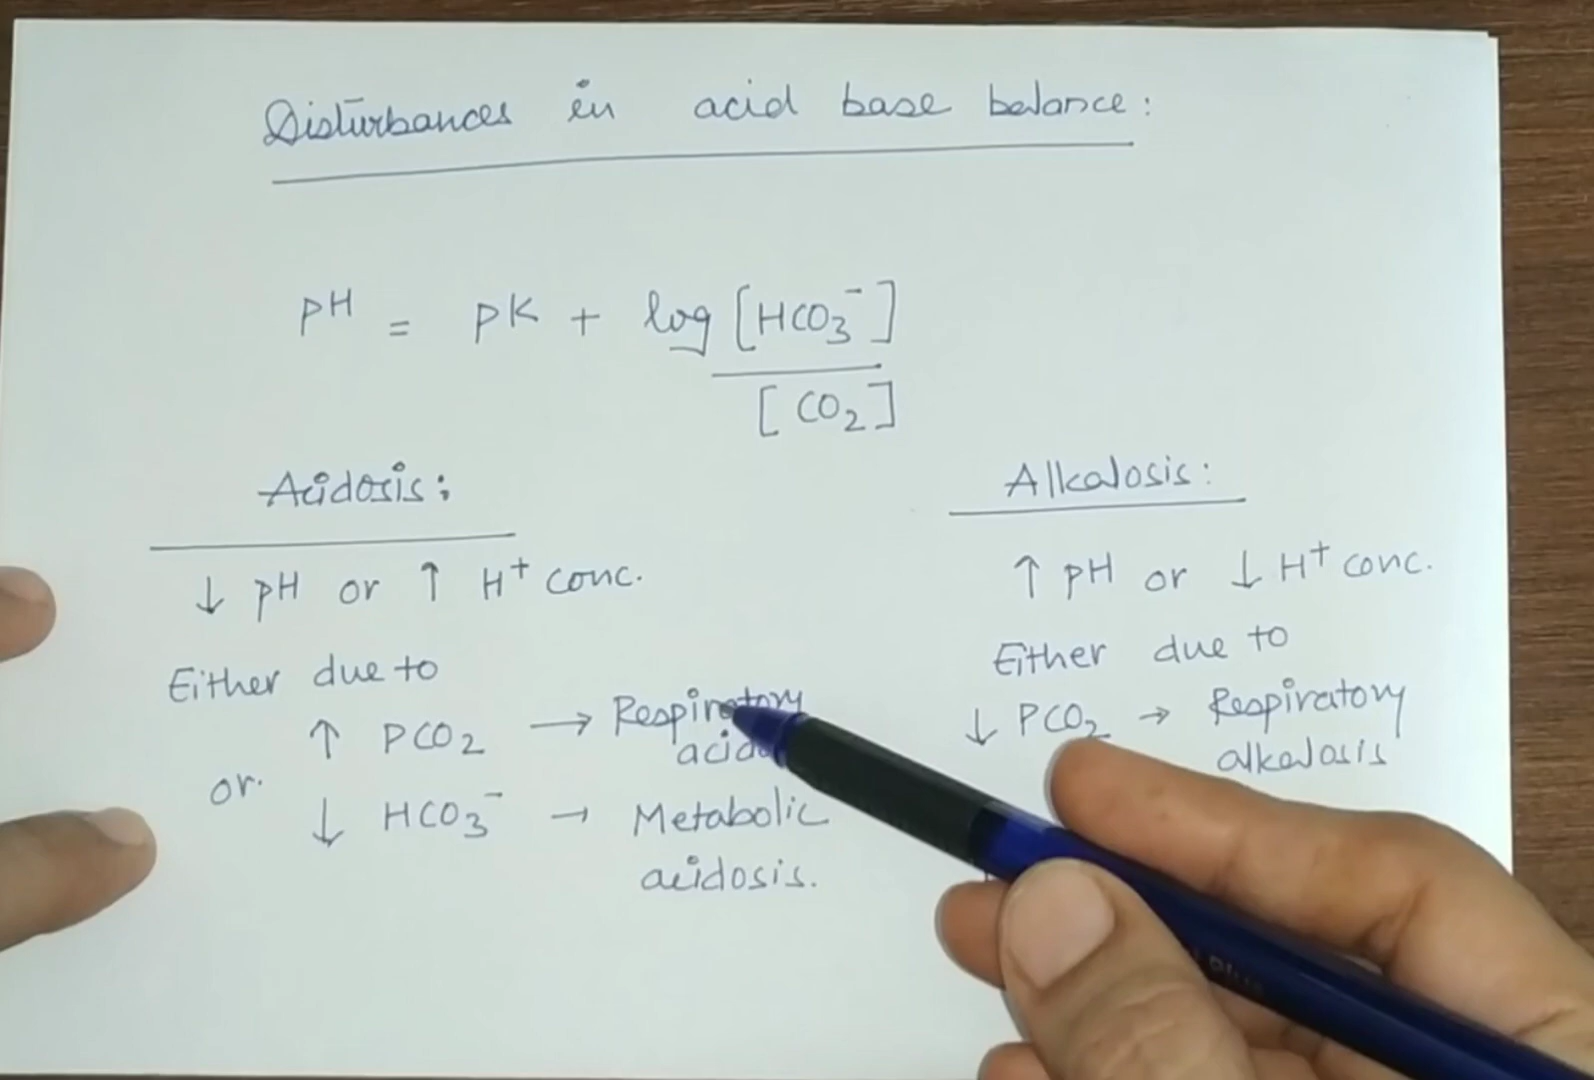 Disturbances in acid base balance:
pH = pK + log [HCO₃⁻]
[CO₂]
Acidosis:
↓ pH or ↑ H⁺ conc.
Either due to
↑ PCO₂ → Respiratory
or.
↓ HCO₃⁻ → Metabolic
acidosis.
Alkalosis:
↑ pH or ↓ H⁺ conc.
Either due to
↓ PCO₂ → Respiratory
alkalosis